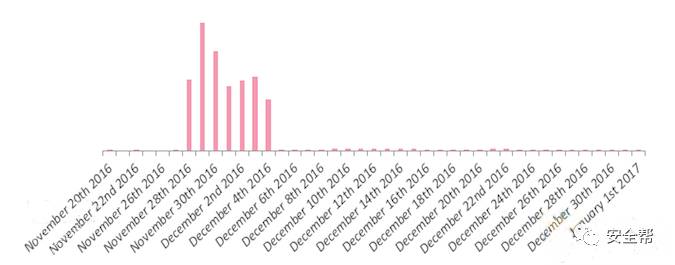 November 20th 2016
November 22nd 2016
November 26th 2016
November 28th 2016
November 30th 2016
December 2nd 2016
December 4th 2016
December 6th 2016
December 8th 2016
December 10th 2016
December 12th 2016
December 14th 2016
December 16th 2016
December 18th 2016
December 20th 2016
December 22nd 2016
December 24th 2016
December 26th 2016
December 28th 2016
December 30th 2016
January 1st 2017
安全帮